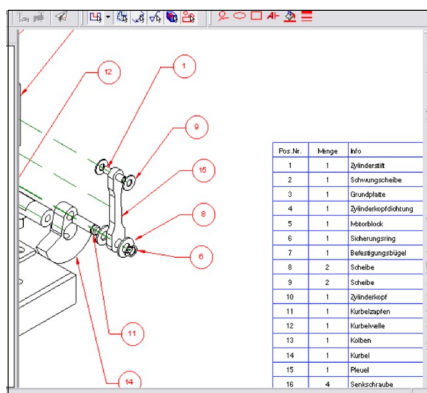 1
12
9
15
8
6
11
14
Pos.Nr. Menge Info
1 1 Zylinderstift
2 1 Schwungscheibe
3 1 Grundplatte
4 1 Zylinderkopfdichtung
5 1 Motorblock
6 1 Sicherungsring
7 1 Befestigungsbügel
8 2 Scheibe
9 2 Scheibe
10 1 Zylinderkopf
11 1 Kurbelzapfen
12 1 Kurbelwelle
13 1 Kolben
14 1 Kurbel
15 1 Pleuel
16 4 Senkschraube